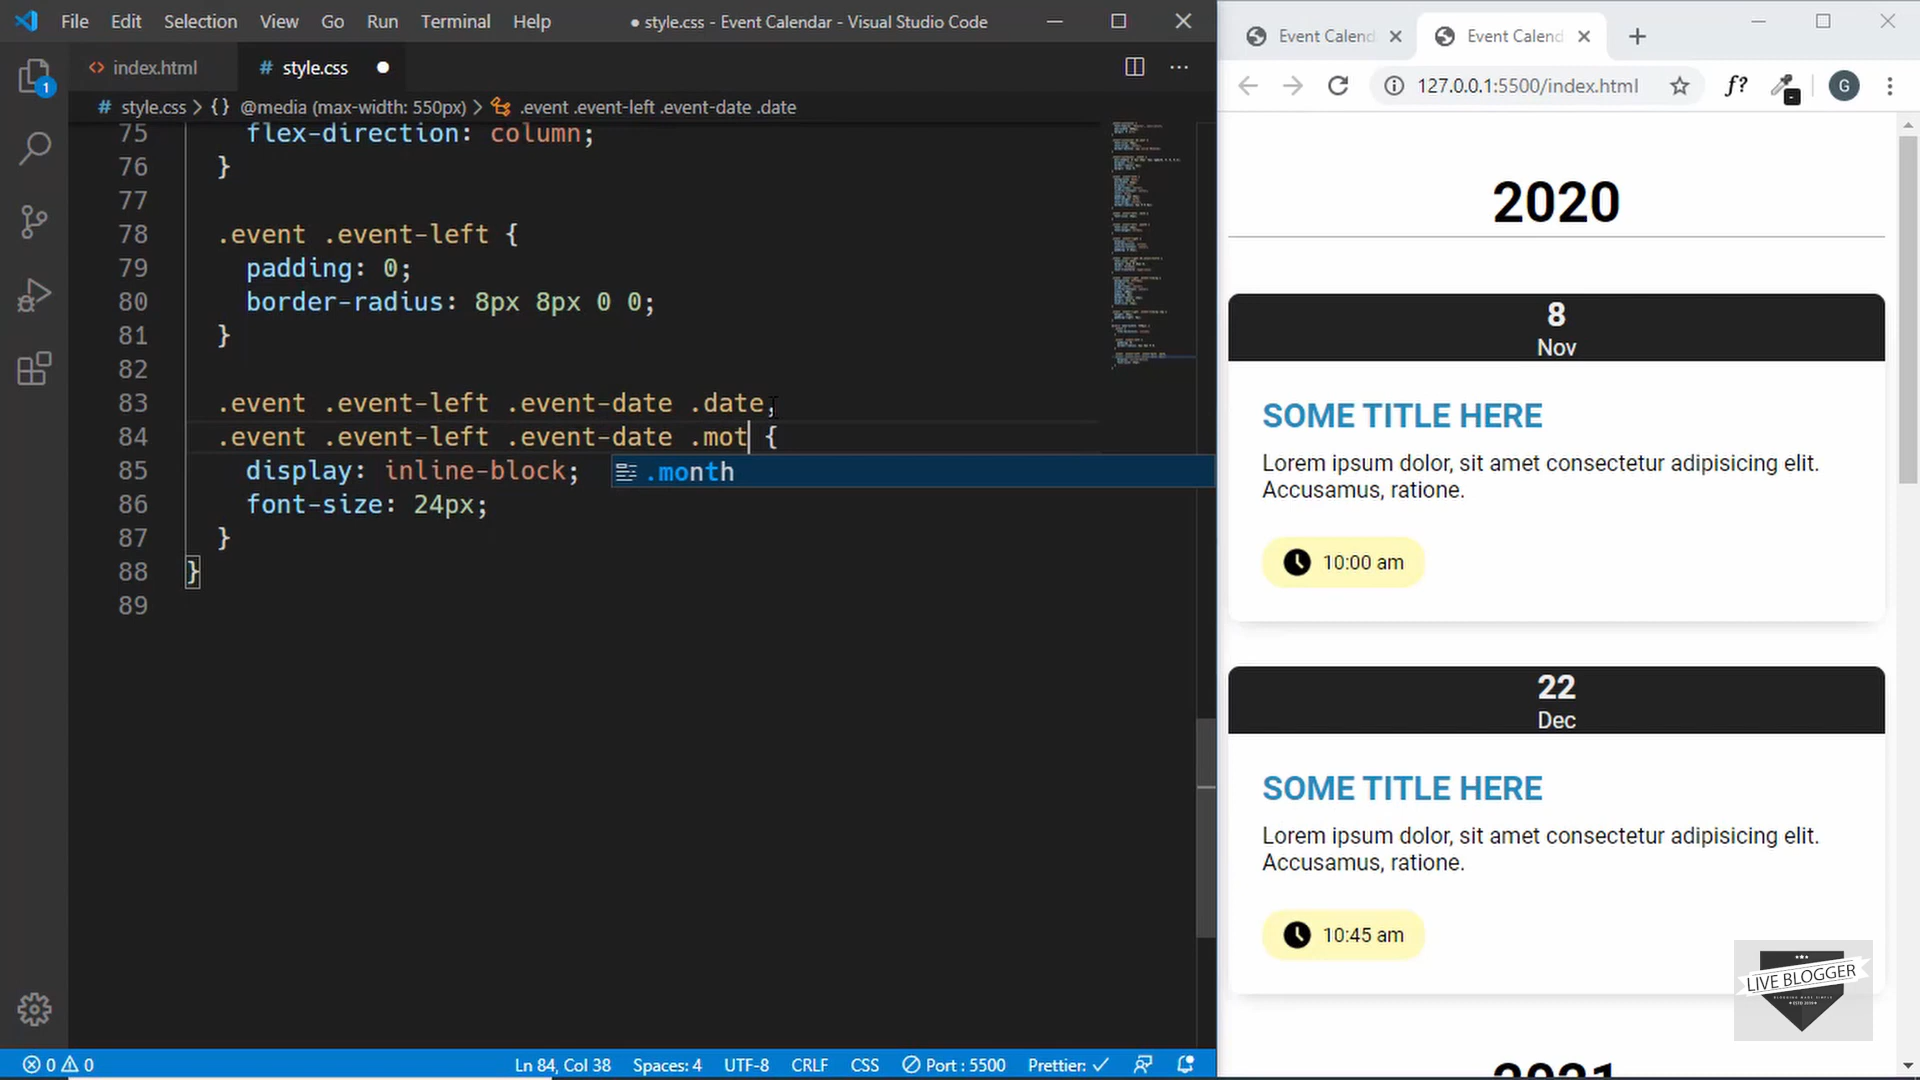 File Edit Selection View Go Run Terminal Help
● style.css - Event Calendar - Visual Studio Code
1
<> index.html
# style.css ●
# style.css > {} @media (max-width: 550px) > .event .event-left .event-date .date
75 flex-direction: column;
76 }
77
78 .event .event-left {
79 padding: 0;
80 border-radius: 8px 8px 0 0;
81 }
82
83 .event .event-left .event-date .date,
84 .event .event-left .event-date .mot {
.month
85 display: inline-block;
86 font-size: 24px;
87 }
88 }
89
0 0 Ln 84, Col 38 Spaces: 4 UTF-8 CRLF CSS Port : 5500 Prettier: ✓
Event Calend
Event Calend
127.0.0.1:5500/index.html
f?
G
2020
8
Nov
SOME TITLE HERE
Lorem ipsum dolor, sit amet consectetur adipisicing elit.
Accusamus, ratione.
10:00 am
22
Dec
SOME TITLE HERE
Lorem ipsum dolor, sit amet consectetur adipisicing elit.
Accusamus, ratione.
10:45 am
2021
LIVE BLOGGER